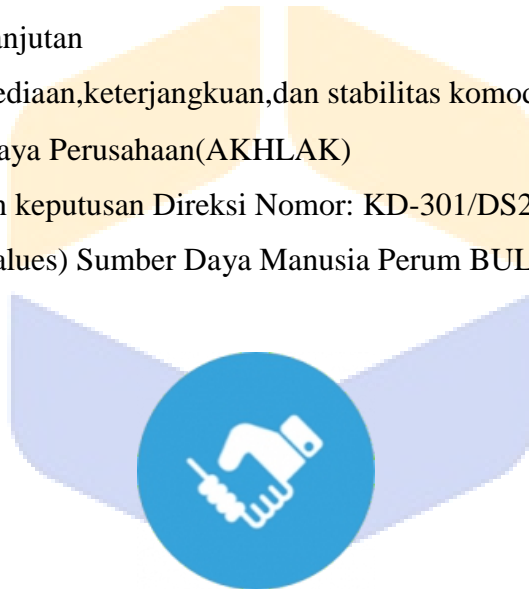 anjutan
ediaan,keterjangkuan,dan stabilitas komod
aya Perusahaan(AKHLAK)
n keputusan Direksi Nomor: KD-301/DS2
alues) Sumber Daya Manusia Perum BUL